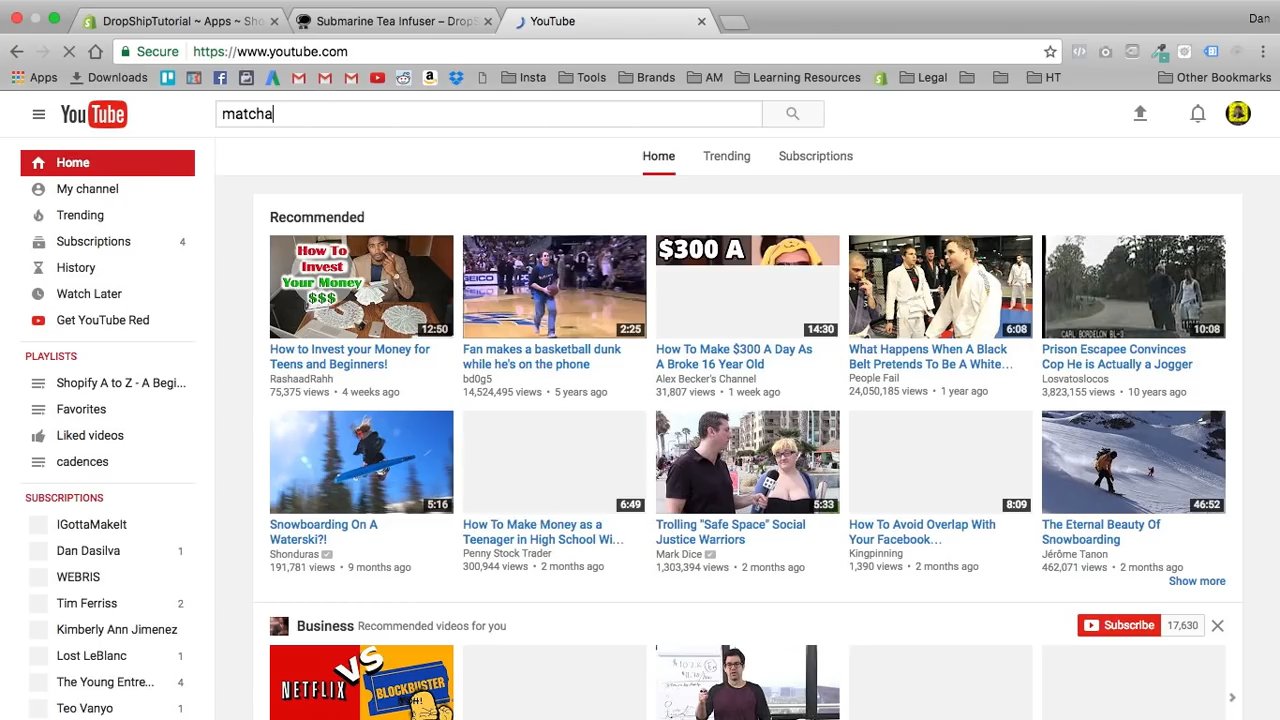 DropShipTutorial ~ Apps ~ Sho
Submarine Tea Infuser – DropS
YouTube
Dan
Secure
https://www.youtube.com
Apps
Downloads
Insta
Tools
Brands
AVI
Learning Resources
Legal
HT
Other Bookmarks
YouTube
matcha
Home
Trending
Subscriptions
Home
My channel
Trending
Subscriptions 4
History
Watch Later
Get YouTube Red
PLAYLISTS
Shopify A to Z - A Begi...
Favorites
Liked videos
cadences
SUBSCRIPTIONS
IGottaMakeIt
Dan Dasilva 1
WEBRIS
Tim Ferriss 2
Kimberly Ann Jimenez
Lost LeBlanc 1
The Young Entre... 4
Teo Vanyo 1
Recommended
How To
Invest
Your Money
$$$
12:50
How to Invest your Money for
Teens and Beginners!
RashaadRahh
75,375 views • 4 weeks ago
GEICO
2:25
Fan makes a basketball dunk
while he's on the phone
bd0g5
14,524,495 views • 5 years ago
$300 A
14:30
How To Make $300 A Day As
A Broke 16 Year Old
Alex Becker's Channel
31,807 views • 1 week ago
6:08
What Happens When A Black
Belt Pretends To Be A White...
People Fail
24,050,185 views • 1 year ago
CARL BORDELON BL-3
10:08
Prison Escapee Convinces
Cop He is Actually a Jogger
Losvatoslocos
3,823,155 views • 10 years ago
5:16
Snowboarding On A
Waterski?!
Shonduras
191,781 views • 9 months ago
6:49
How To Make Money as a
Teenager in High School Wi...
Penny Stock Trader
300,944 views • 2 months ago
5:33
Trolling "Safe Space" Social
Justice Warriors
Mark Dice
1,303,394 views • 2 months ago
8:09
How To Avoid Overlap With
Your Facebook...
Kingpinning
1,390 views • 2 months ago
46:52
The Eternal Beauty Of
Snowboarding
Jérôme Tanon
462,071 views • 2 months ago
Show more
Business Recommended videos for you
Subscribe 17,630
NETFLIX
VS
BLOCKBUSTER